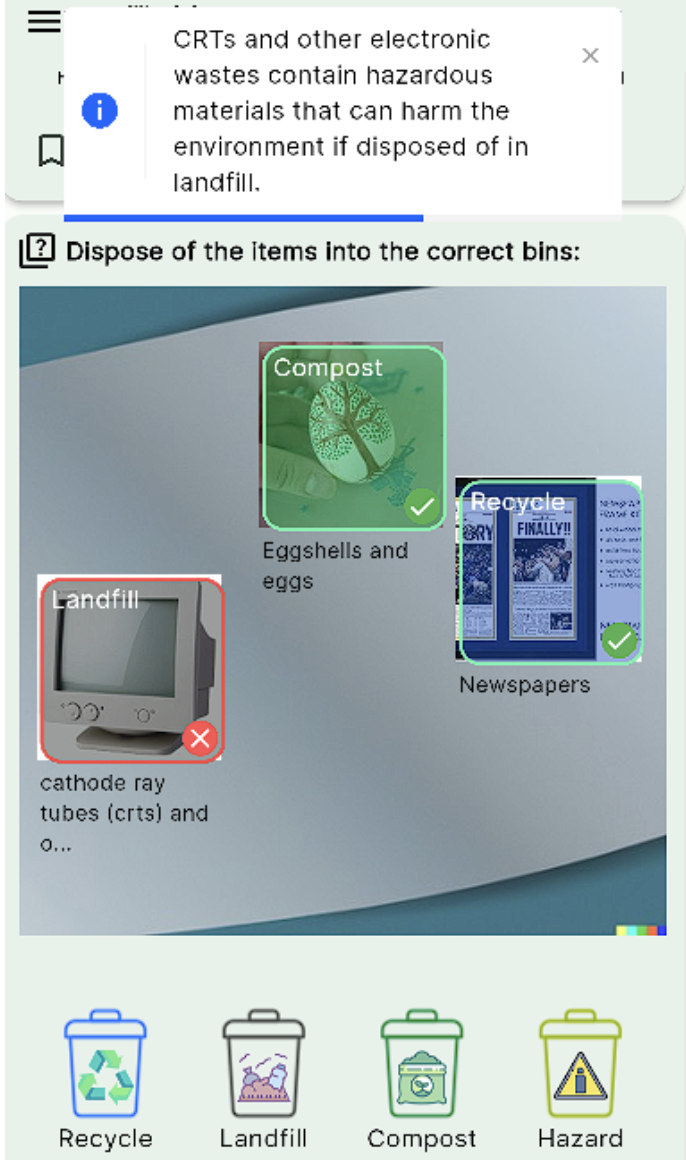 CRTs and other electronic
wastes contain hazardous
materials that can harm the
environment if disposed of in
landfill.
Dispose of the items into the correct bins:
Compost
Eggshells and
eggs
Recycle
FINALLY!!
Newspapers
Landfill
cathode ray
tubes (crts) and
o...
Recycle
Landfill
Compost
Hazard